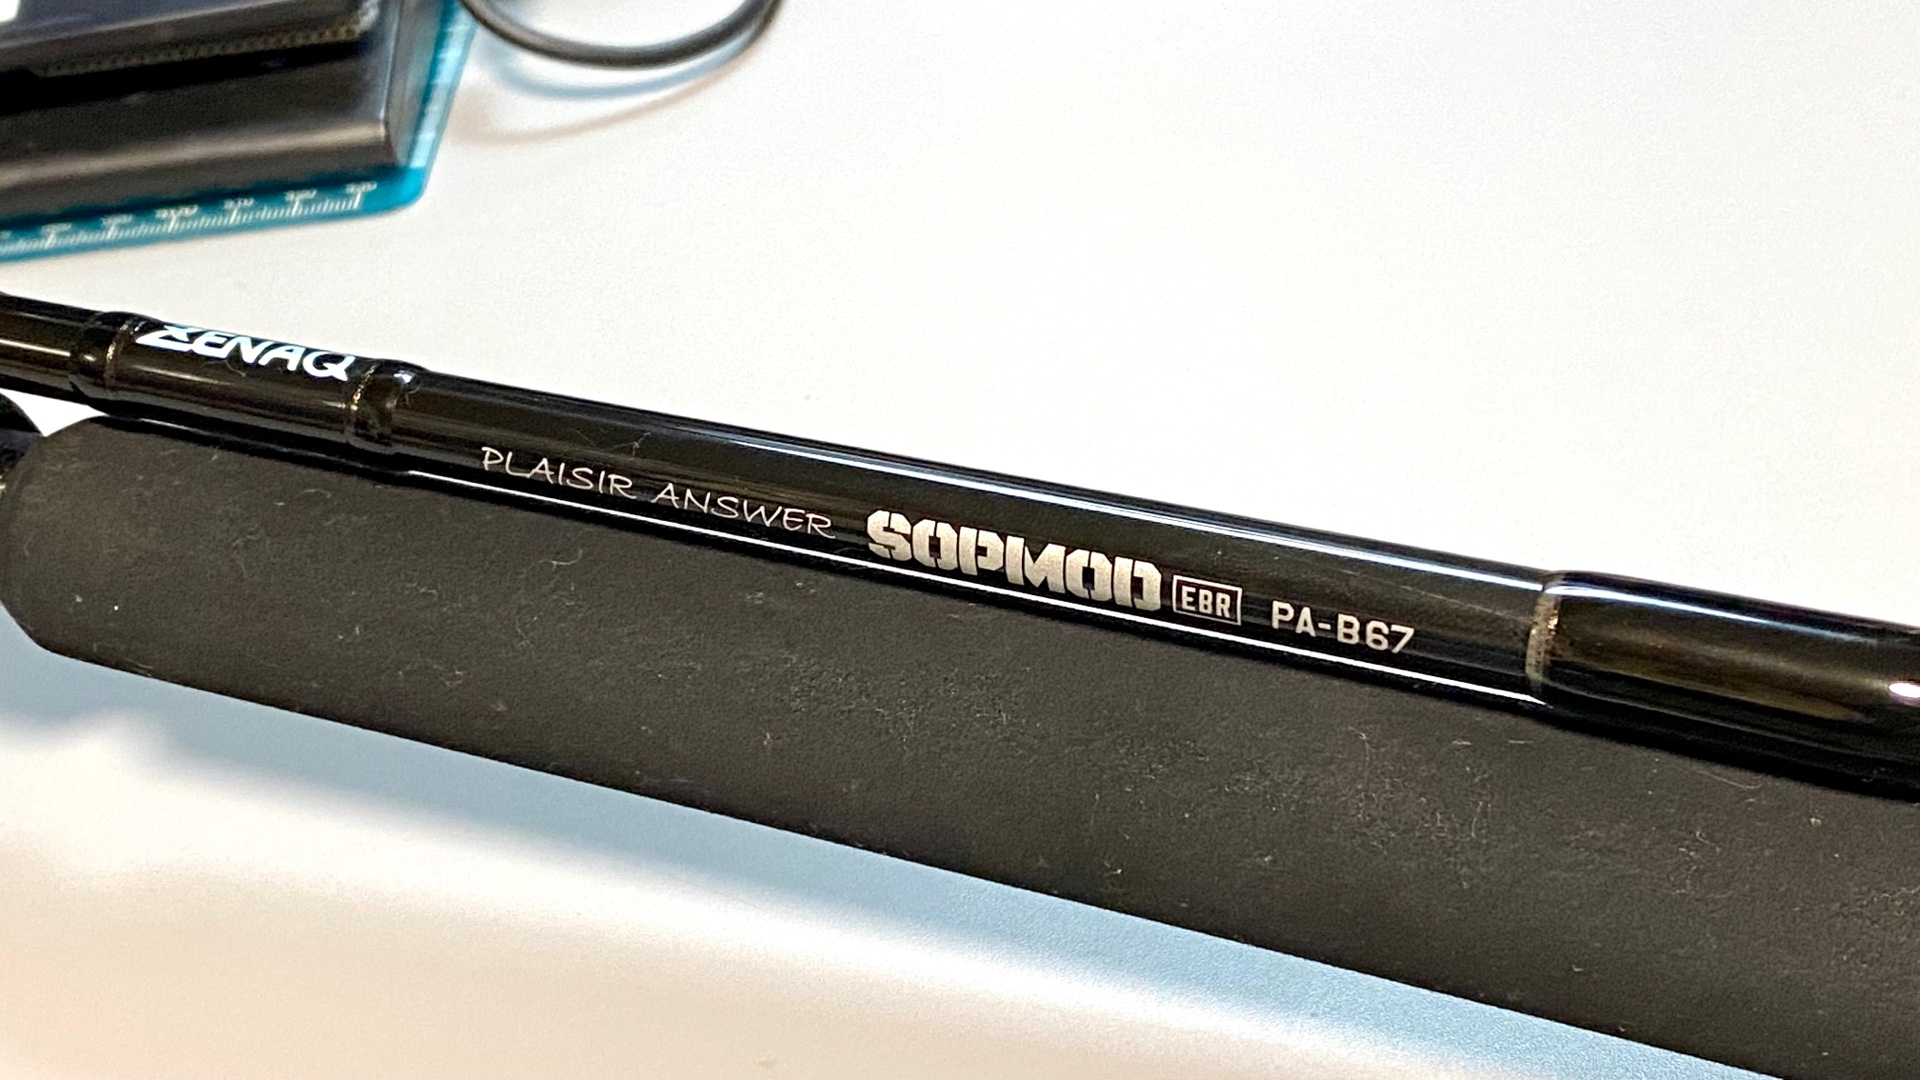 ZENAQ
PLAISIR ANSWER SOPMOD EBR PA-B67